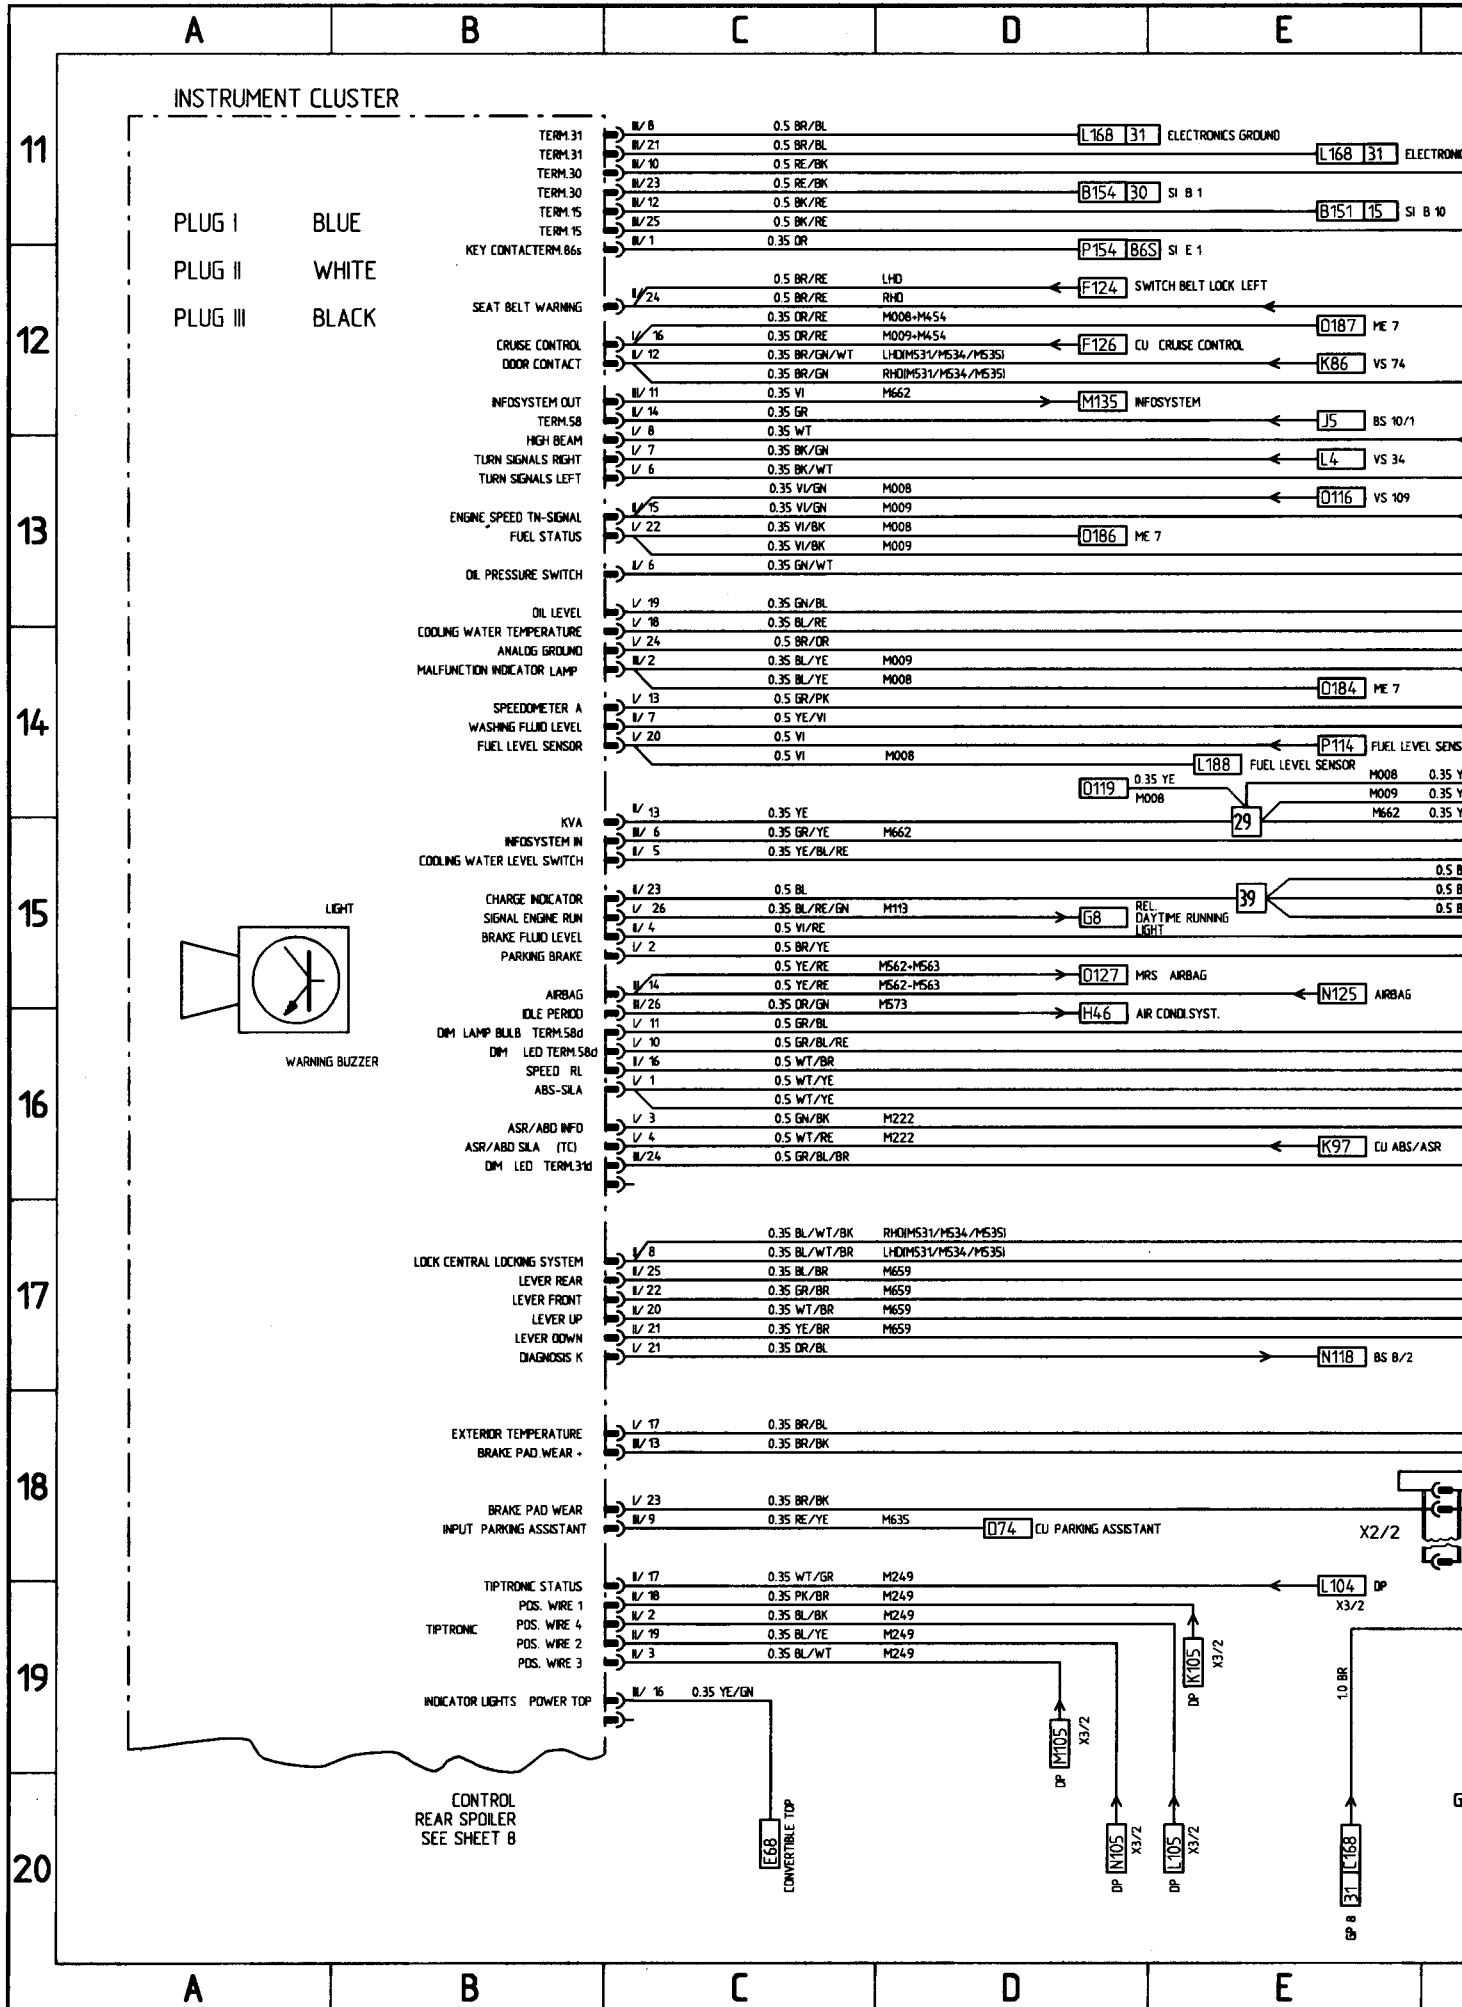 A B C D E
INSTRUMENT CLUSTER
11
12
13
14
15
16
17
18
19
20
PLUG I BLUE
PLUG II WHITE
PLUG III BLACK
TERM.31 III/ 8 0.5 BR/BL L168 31 ELECTRONICS GROUND
TERM.31 III/ 21 0.5 BR/BL L168 31
TERM.30 III/ 10 0.5 RE/BK
TERM.30 III/ 23 0.5 RE/BK B154 30 SI B 1
TERM.15 III/ 12 0.5 BK/RE B151 15 SI B 10
TERM.15 III/ 25 0.5 BK/RE
KEY CONTACTERM.86s III/ 1 0.35 OR P154 86S SI E 1
0.5 BR/RE LHD F124 SWITCH BELT LOCK LEFT
SEAT BELT WARNING II/ 24 0.5 BR/RE RHD
0.35 OR/RE M008+M454 O187 ME 7
CRUISE CONTROL I/ 16 0.35 OR/RE M009+M454 F126 CU CRUISE CONTROL
DOOR CONTACT II/ 12 0.35 BR/GN/WT LHD(M531/M534/M535) K86 VS 74
0.35 BR/GN RHD(M531/M534/M535)
INFOSYSTEM OUT III/ 11 0.35 VI M662 M135 INFOSYSTEM
TERM.58 I/ 14 0.35 GR J5 BS 10/1
HIGH BEAM I/ 8 0.35 WT
TURN SIGNALS RIGHT I/ 7 0.35 BK/GN L4 VS 34
TURN SIGNALS LEFT I/ 6 0.35 BK/WT
0.35 VI/GN M008 O116 VS 109
ENGINE SPEED TN-SIGNAL 15 0.35 VI/GN M009
FUEL STATUS I/ 22 0.35 VI/BK M008 O186 ME 7
0.35 VI/BK M009
OIL PRESSURE SWITCH II/ 6 0.35 GN/WT
OIL LEVEL I/ 19 0.35 GN/BL
COOLING WATER TEMPERATURE I/ 18 0.35 BL/RE
ANALOG GROUND I/ 24 0.5 BR/OR
MALFUNCTION INDICATOR LAMP III/ 2 0.35 BL/YE M009
0.35 BL/YE M008 O184 ME 7
SPEEDOMETER A I/ 13 0.5 GR/PK
WASHING FLUID LEVEL II/ 7 0.5 YE/VI
FUEL LEVEL SENSOR I/ 20 0.5 VI P114 FUEL LEVEL
0.5 VI M008 L188 FUEL LEVEL SENSOR
O119 0.35 YE M008
M008 0.35
M009 0.35
M662 0.35
KVA II/ 13 0.35 YE 29
INFOSYSTEM IN III/ 6 0.35 GR/YE M662
COOLING WATER LEVEL SWITCH II/ 5 0.35 YE/BL/RE
0.5
0.5
0.5
CHARGE INDICATOR II/ 23 0.5 BL 39
SIGNAL ENGINE RUN I/ 26 0.35 BL/RE/GN M113 G8 REL. DAYTIME RUNNING LIGHT
BRAKE FLUID LEVEL II/ 4 0.5 VI/RE
PARKING BRAKE I/ 2 0.5 BR/YE
LIGHT
WARNING BUZZER
0.5 YE/RE M562+M563 O127 MRS AIRBAG
AIRBAG 14 0.5 YE/RE M562-M563 N125 AIRBAG
IDLE PERIOD III/ 26 0.35 OR/GN M573 H46 AIR CONDI.SYST.
DIM LAMP BULB TERM.58d I/ 11 0.5 GR/BL
DIM LED TERM.58d I/ 10 0.5 GR/BL/RE
SPEED RL II/ 16 0.5 WT/BR
ABS-SILA I/ 1 0.5 WT/YE
0.5 WT/YE
ASR/ABD INFO I/ 3 0.5 GN/BK M222
ASR/ABD SILA (TC) I/ 4 0.5 WT/RE M222 K97 CU ABS/ASR
DIM LED TERM.31d III/ 24 0.5 GR/BL/BR
0.35 BL/WT/BK RHD(M531/M534/M535)
LOCK CENTRAL LOCKING SYSTEM 8 0.35 BL/WT/BR LHD(M531/M534/M535)
LEVER REAR II/ 25 0.35 BL/BR M659
LEVER FRONT II/ 22 0.35 GR/BR M659
LEVER UP II/ 20 0.35 WT/BR M659
LEVER DOWN II/ 21 0.35 YE/BR M659
DIAGNOSIS K I/ 21 0.35 OR/BL N118 BS B/2
EXTERIOR TEMPERATURE I/ 17 0.35 BR/BL
BRAKE PAD WEAR + III/ 13 0.35 BR/BK
BRAKE PAD WEAR I/ 23 0.35 BR/BK
INPUT PARKING ASSISTANT III/ 9 0.35 RE/YE M635 O74 CU PARKING ASSISTANT
X2/2
TIPTRONIC STATUS II/ 17 0.35 WT/GR M249 L104 DP
X3/2
POS. WIRE 1 II/ 18 0.35 PK/BR M249
TIPTRONIC POS. WIRE 4 II/ 2 0.35 BL/BK M249
POS. WIRE 2 II/ 19 0.35 BL/YE M249
POS. WIRE 3 II/ 3 0.35 BL/WT M249
INDICATOR LIGHTS POWER TOP III/ 16 0.35 YE/GN
DP K105 X3/2
DP M105 X3/2
1.0 BR
CONTROL
REAR SPOILER
SEE SHEET 8
E68 CONVERTIBLE TOP
DP N105 X3/2
DP L105 X3/2
GP 8 31 L168
A B C D E